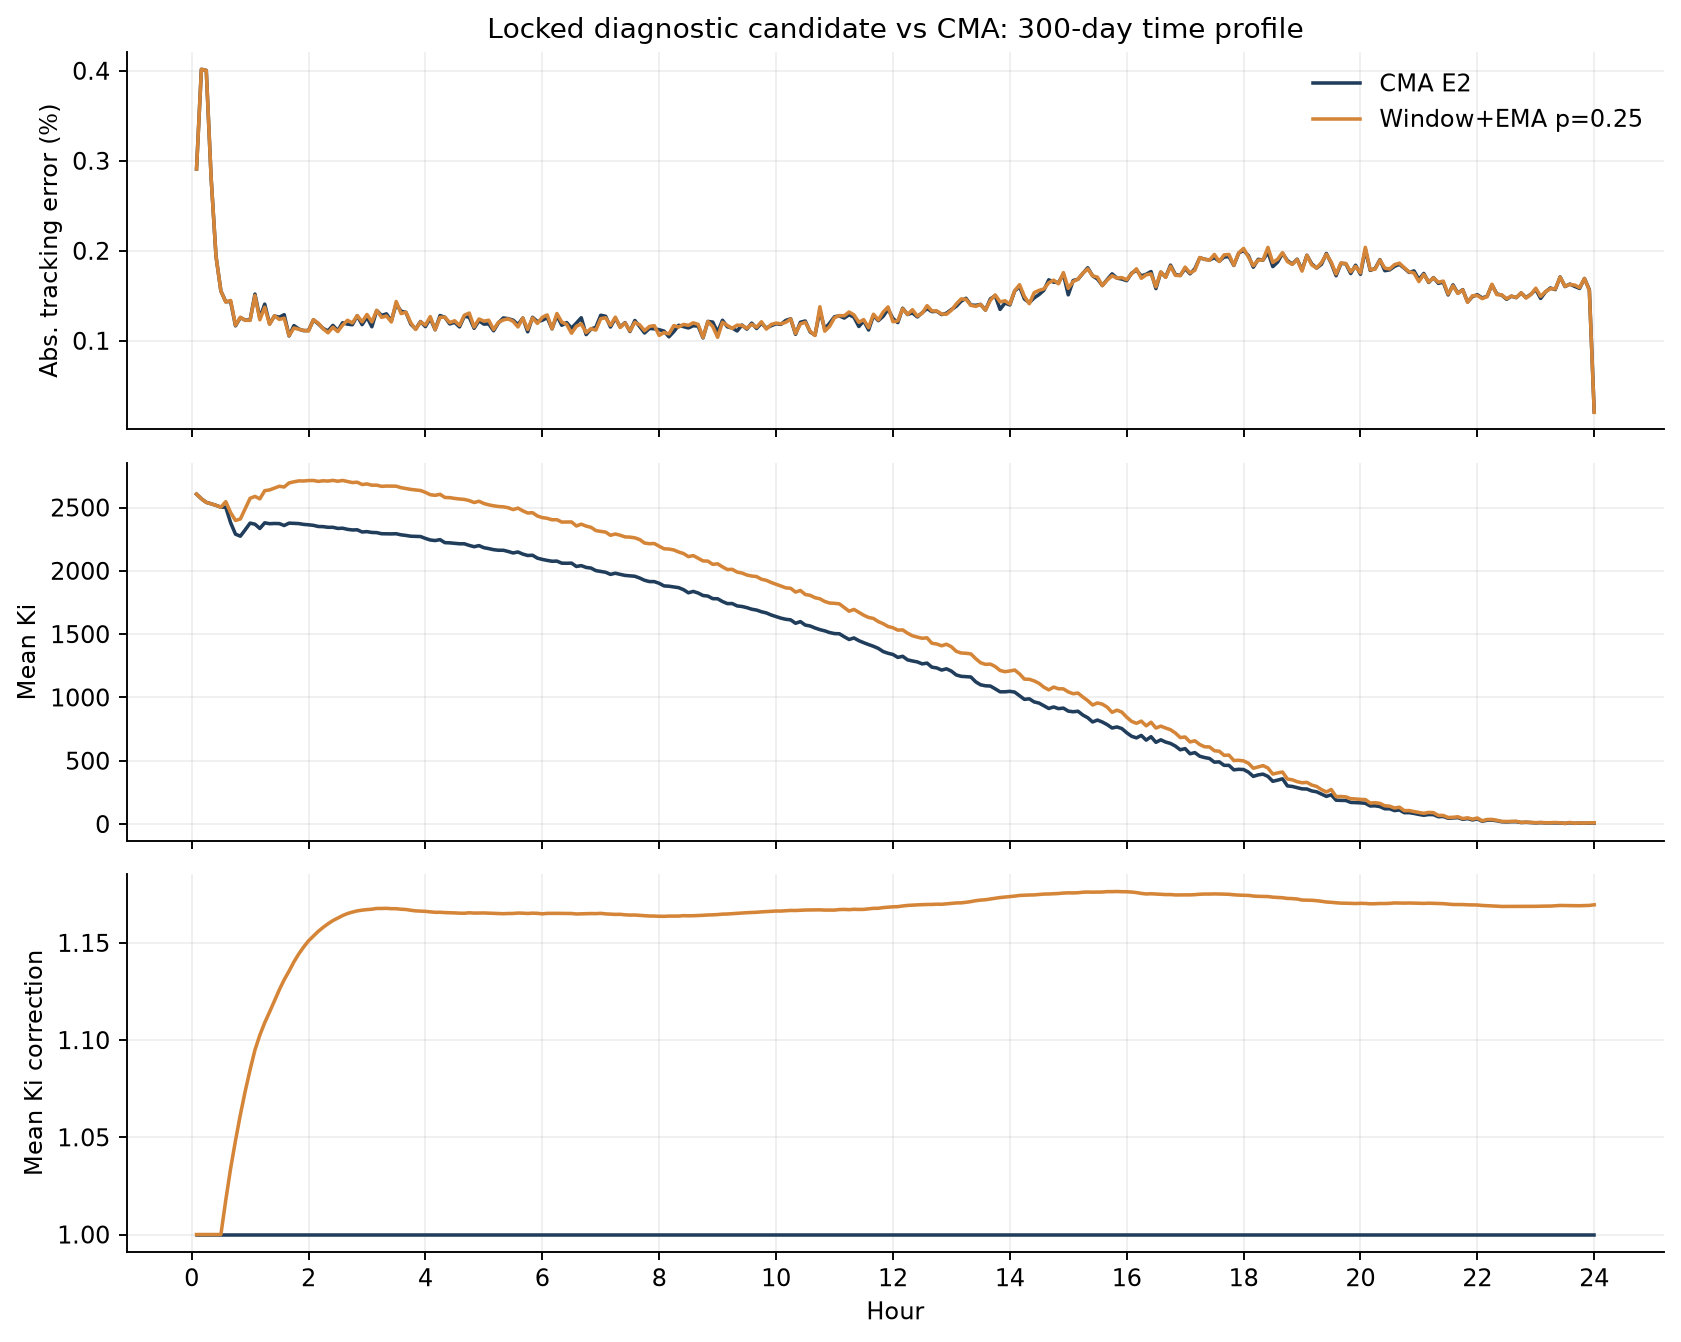 Locked diagnostic candidate vs CMA: 300-day time profile
CMA E2
Window+EMA p=0.25
Abs. tracking error (%)
0.4
0.3
0.2
0.1
Mean Ki
2500
2000
1500
1000
500
0
Mean Ki correction
1.15
1.10
1.05
1.00
0 2 4 6 8 10 12 14 16 18 20 22 24
Hour